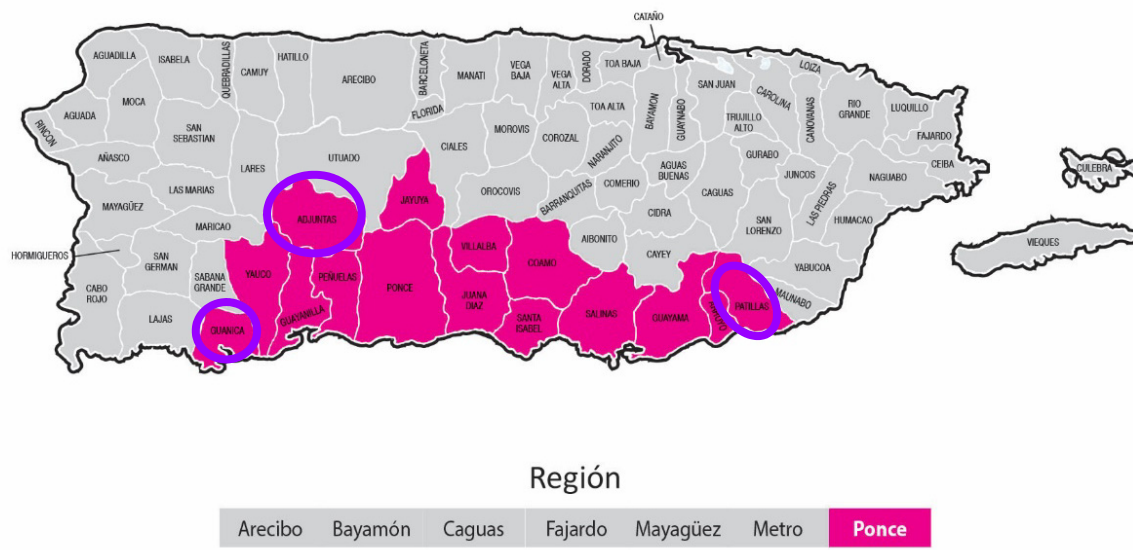 CATAÑO
AGUADILLA
ISABELA
QUEBRADILLAS
CAMUY
HATILLO
ARECIBO
BARCELONETA
MANATI
VEGA
BAJA
VEGA
ALTA
DORADO
TOA BAJA
SAN JUAN
LOIZA
CAROLINA
CANOVANAS
RIO
GRANDE
LUQUILLO
FAJARDO
CEIBA
CULEBRA
MOCA
AGUADA
RINCON
SAN
SEBASTIAN
FLORIDA
TOA ALTA
BAYAMON
GUAYNABO
TRUJILLO
ALTO
AÑASCO
LARES
UTUADO
CIALES
MOROVIS
COROZAL
NARANJITO
AGUAS
BUENAS
GURABO
JUNCOS
NAGUABO
LAS MARIAS
MAYAGÜEZ
MARICAO
ADJUNTAS
JAYUYA
OROCOVIS
BARRANQUITAS
COMERIO
CIDRA
CAGUAS
LAS PIEDRAS
HUMACAO
SAN
LORENZO
HORMIGUEROS
SAN
GERMAN
VILLALBA
COAMO
AIBONITO
CAYEY
YABUCOA
VIEQUES
CABO
ROJO
SABANA
GRANDE
YAUCO
PEÑUELAS
PONCE
JUANA
DIAZ
MAUNABO
LAJAS
GUANICA
GUAYANILLA
SANTA
ISABEL
SALINAS
GUAYAMA
ARROYO
PATILLAS
Región
Arecibo Bayamón Caguas Fajardo Mayagüez Metro Ponce